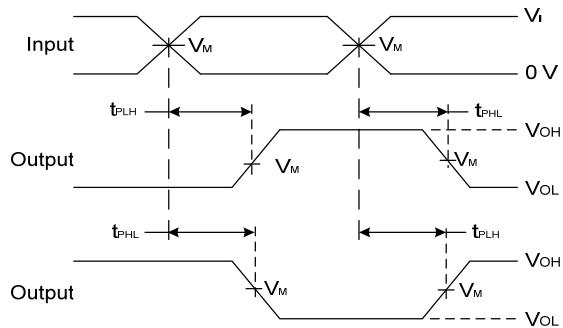 VI
Input VM VM
0 V
tPLH tPHL
VOH
Output VM VM
VOL
tPHL tPLH
VOH
Output VM VM
VOL